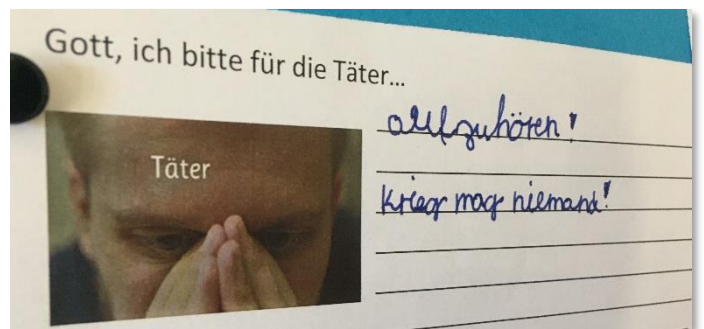 Gott, ich bitte für die Täter...
Täter
aufzuhören!
Krieg mag niemand!